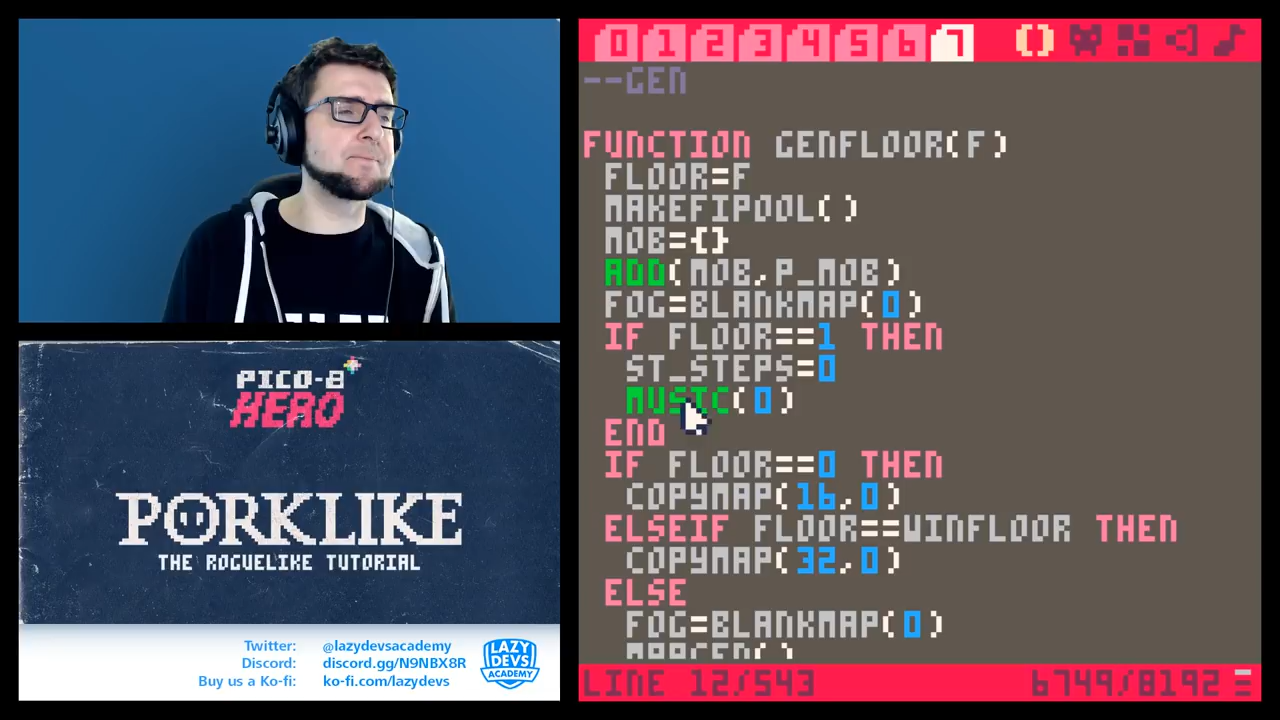 PICO-8
HERO
PORKLIKE
THE ROGUELIKE TUTORIAL
Twitter: @lazydevsacademy
Discord: discord.gg/N9NBX8R
Buy us a Ko-fi: ko-fi.com/lazydevs
LAZY
DEVS
ACADEMY
0 1 2 3 4 5 6 7
--GEN
FUNCTION GENFLOOR(F)
FLOOR=F
MAKEFIPOOL()
MOB={}
ADD(MOB,P_MOB)
FOG=BLANKMAP(0)
IF FLOOR==1 THEN
ST_STEPS=0
MUSIC(0)
END
IF FLOOR==0 THEN
COPYMAP(16,0)
ELSEIF FLOOR==WINFLOOR THEN
COPYMAP(32,0)
ELSE
FOG=BLANKMAP(0)
MAPGEN()
LINE 12/543
6749/8192